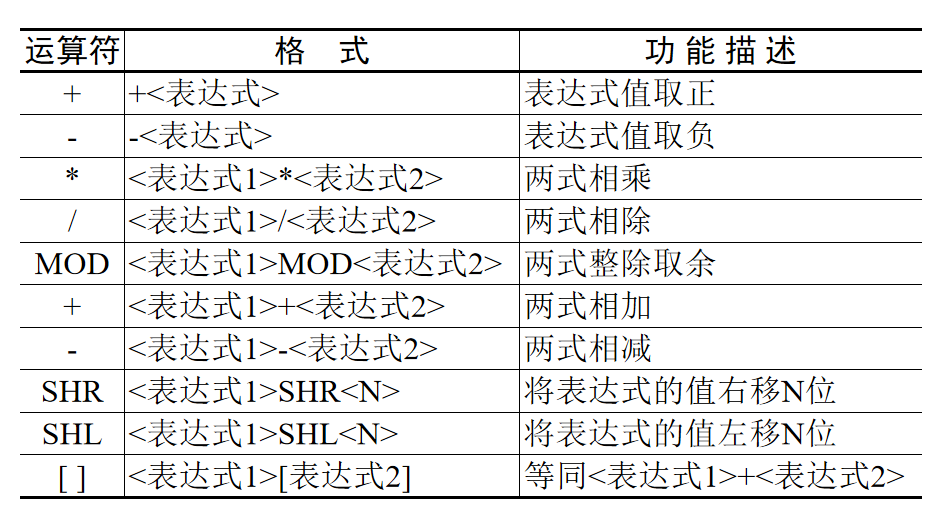 运算符 格 式 功 能 描 述
+ +<表达式> 表达式值取正
- -<表达式> 表达式值取负
* <表达式1>*<表达式2> 两式相乘
/ <表达式1>/<表达式2> 两式相除
MOD <表达式1>MOD<表达式2> 两式整除取余
+ <表达式1>+<表达式2> 两式相加
- <表达式1>-<表达式2> 两式相减
SHR <表达式1>SHR<N> 将表达式的值右移N位
SHL <表达式1>SHL<N> 将表达式的值左移N位
[ ] <表达式1>[表达式2] 等同<表达式1>+<表达式2>